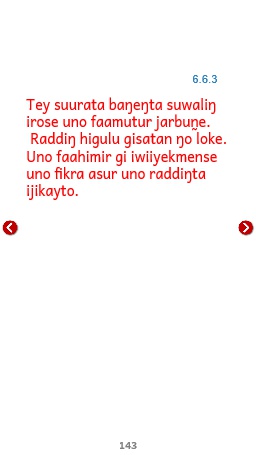 6.6.3
Tey suurata baŋeŋta suwaliŋ
irose uno faamutur jarbun̰e.
Raddiŋ higulu gisatan ŋo loke.
Uno faahimir gi iwiiyekmense
uno fikra asur uno raddiŋta
ijikayto.
143